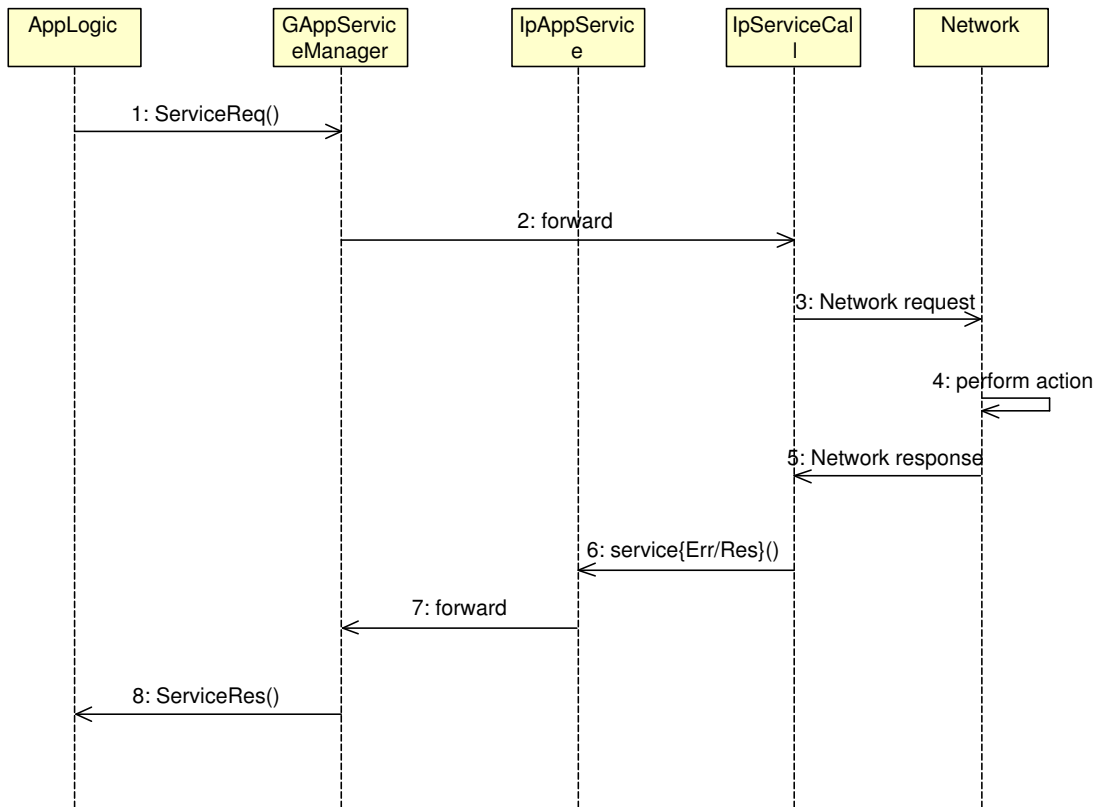 AppLogic
GAppServic
eManager
IpAppServic
e
IpServiceCal
l
Network
1: ServiceReq()
2: forward
3: Network request
4: perform action
5: Network response
6: service{Err/Res}()
7: forward
8: ServiceRes()